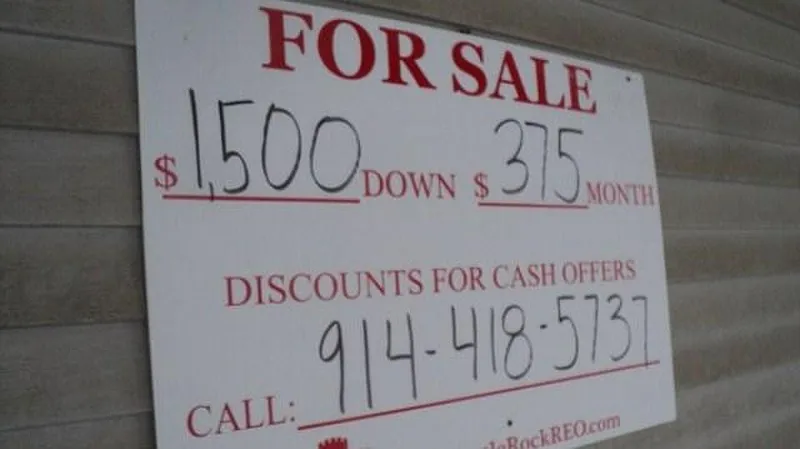 FOR SALE
$1,500 DOWN $375 MONTH
DISCOUNTS FOR CASH OFFERS
CALL: 914-418-5737